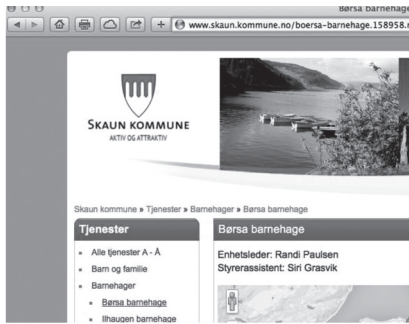 Børsa barnehage
www.skaun.kommune.no/boersa-barnehage.158958.
SKAUN KOMMUNE
AKTIV OG ATTRAKTIV
Skaun kommune » Tjenester » Barnehager » Børsa barnehage
Tjenester
Alle tjenester A - Å
Barn og familie
Barnehager
Børsa barnehage
Ilhaugen barnehage
Børsa barnehage
Enhetsleder: Randi Paulsen
Styrerassistent: Siri Grasvik